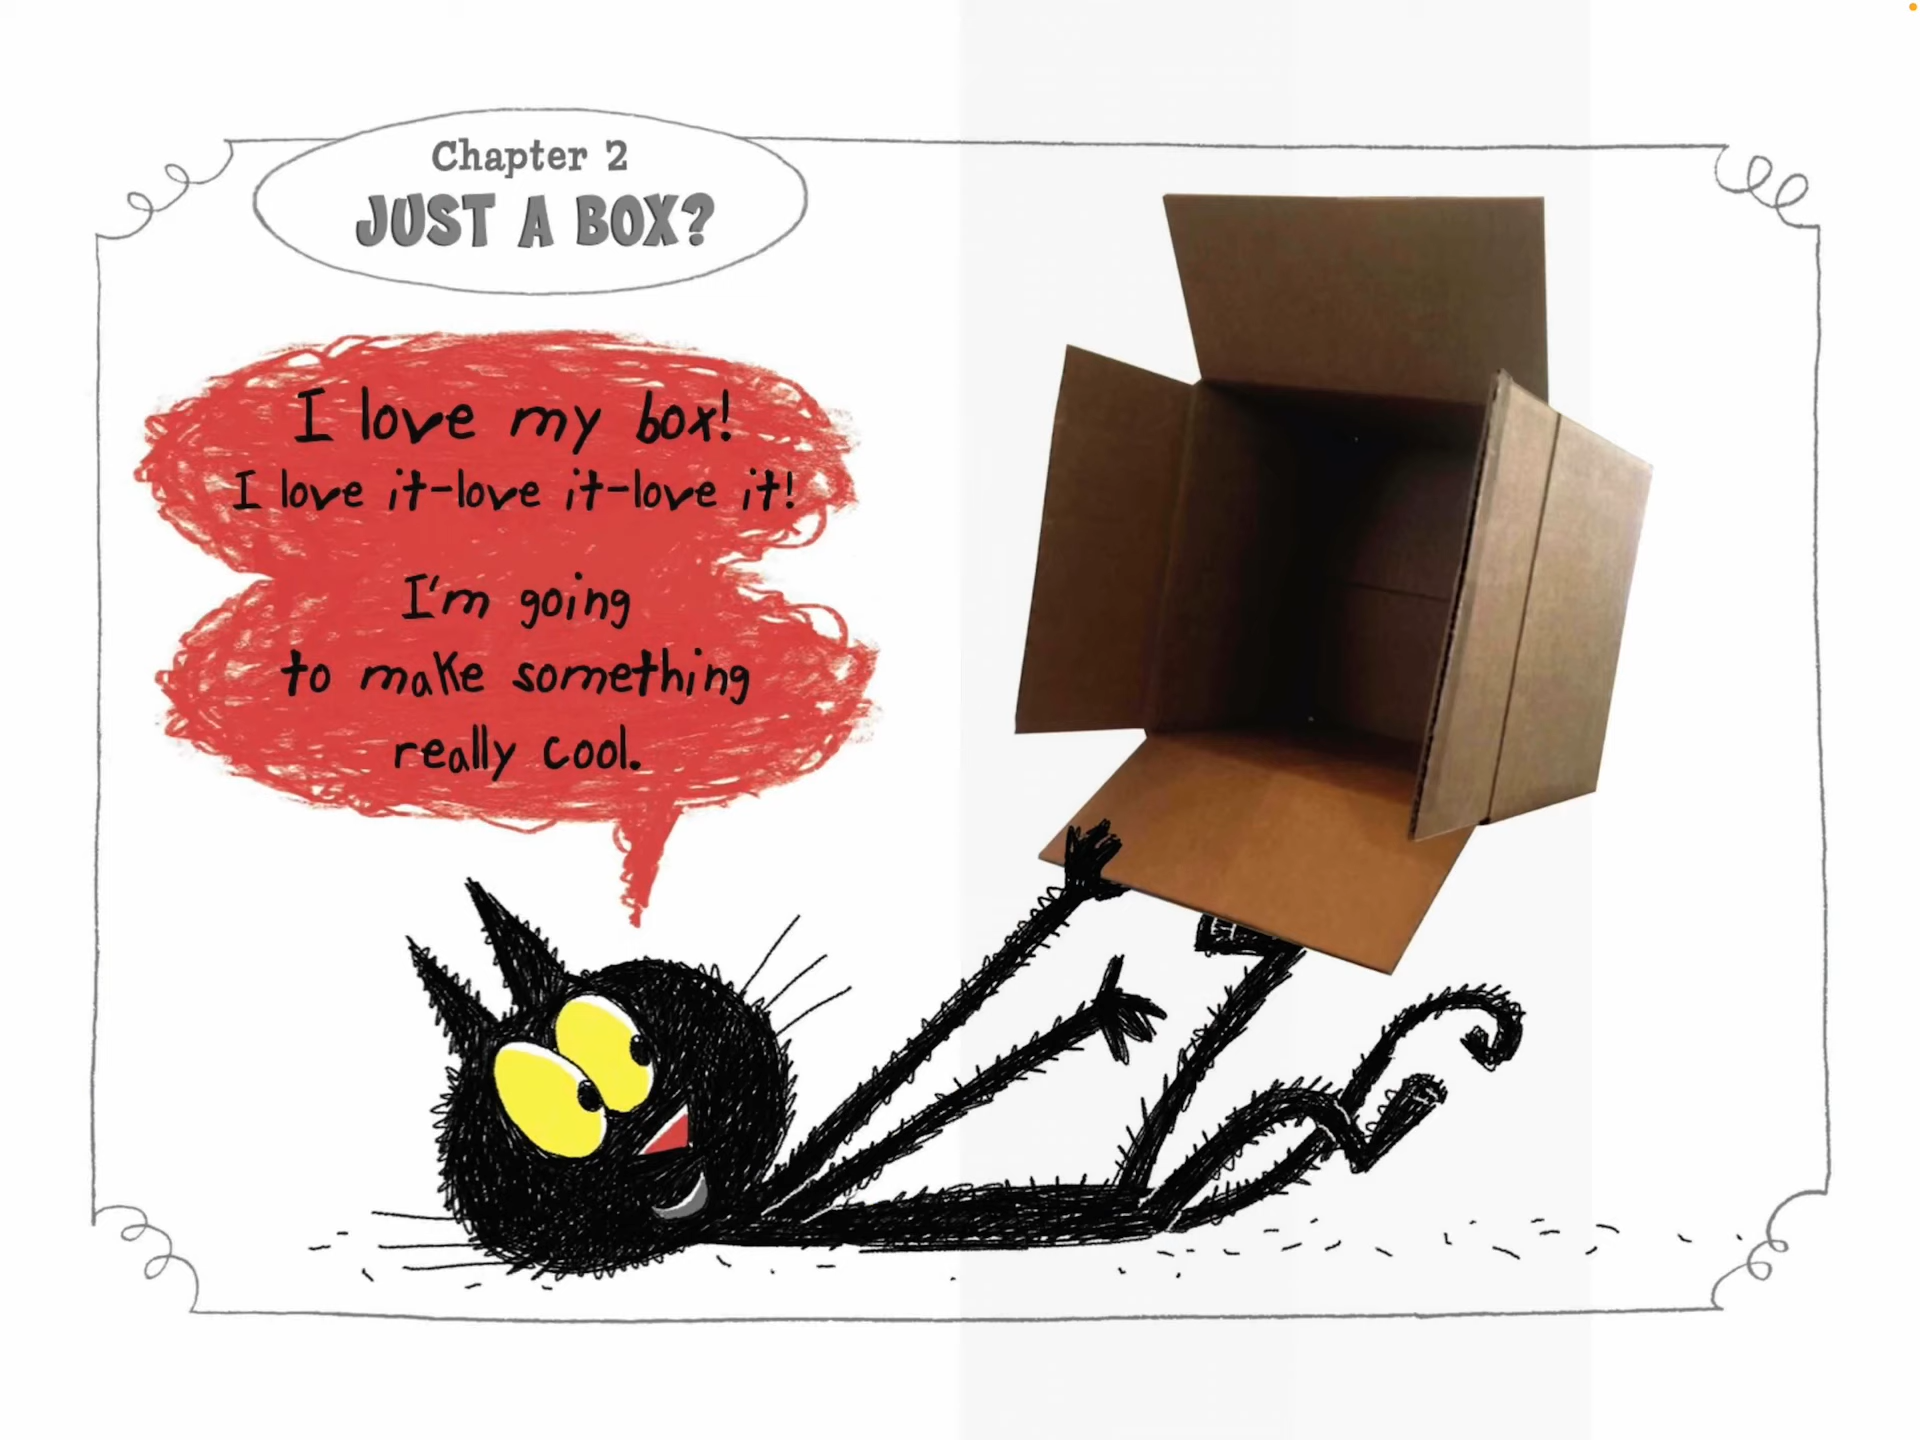 Chapter 2
JUST A BOX?
I love my box!
I love it-love it-love it!
I'm going
to make something
really cool.